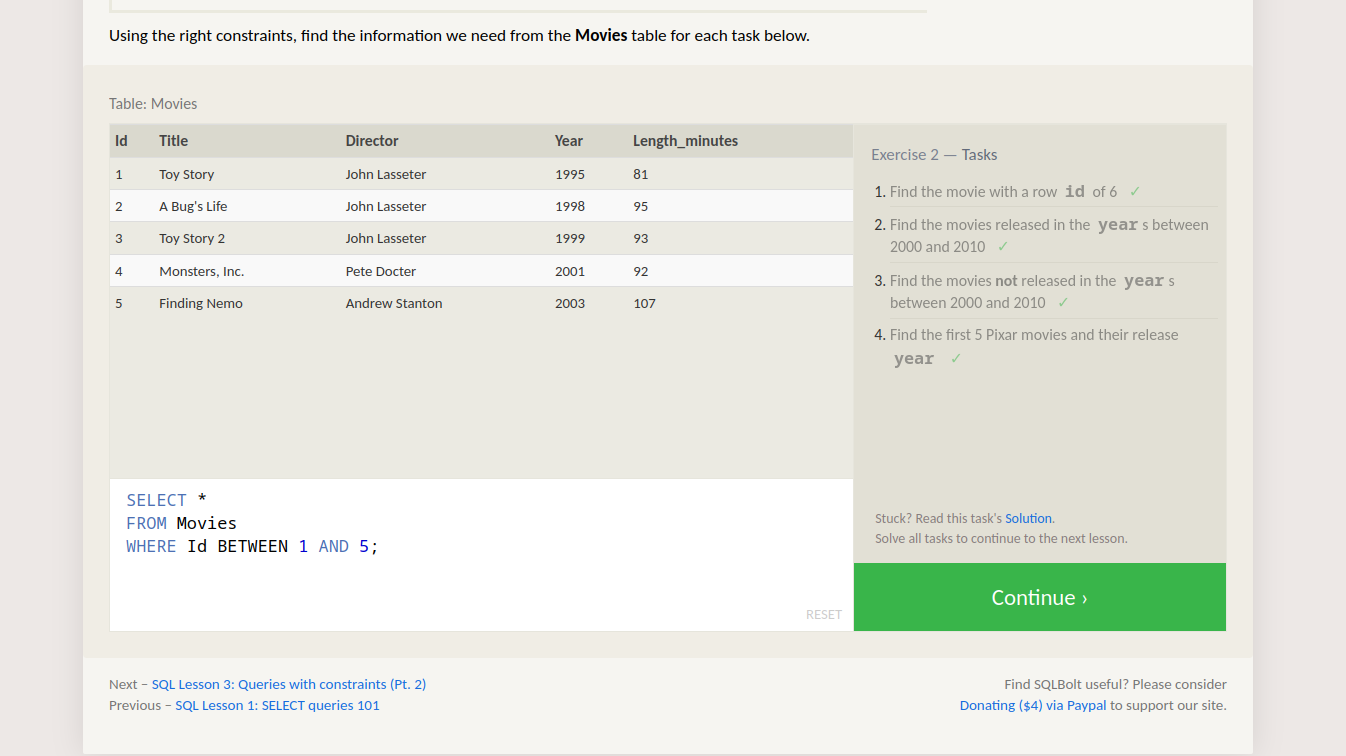 Using the right constraints, find the information we need from the Movies table for each task below.
Table: Movies
Id Title Director Year Length_minutes
1 Toy Story John Lasseter 1995 81
2 A Bug's Life John Lasseter 1998 95
3 Toy Story 2 John Lasseter 1999 93
4 Monsters, Inc. Pete Docter 2001 92
5 Finding Nemo Andrew Stanton 2003 107
SELECT *
FROM Movies
WHERE Id BETWEEN 1 AND 5;
RESET
Exercise 2 — Tasks
1. Find the movie with a row id of 6 ✓
2. Find the movies released in the year s between
2000 and 2010 ✓
3. Find the movies not released in the year s
between 2000 and 2010 ✓
4. Find the first 5 Pixar movies and their release
year ✓
Stuck? Read this task's Solution.
Solve all tasks to continue to the next lesson.
Continue ›
Next – SQL Lesson 3: Queries with constraints (Pt. 2)
Previous – SQL Lesson 1: SELECT queries 101
Find SQLBolt useful? Please consider
Donating ($4) via Paypal to support our site.